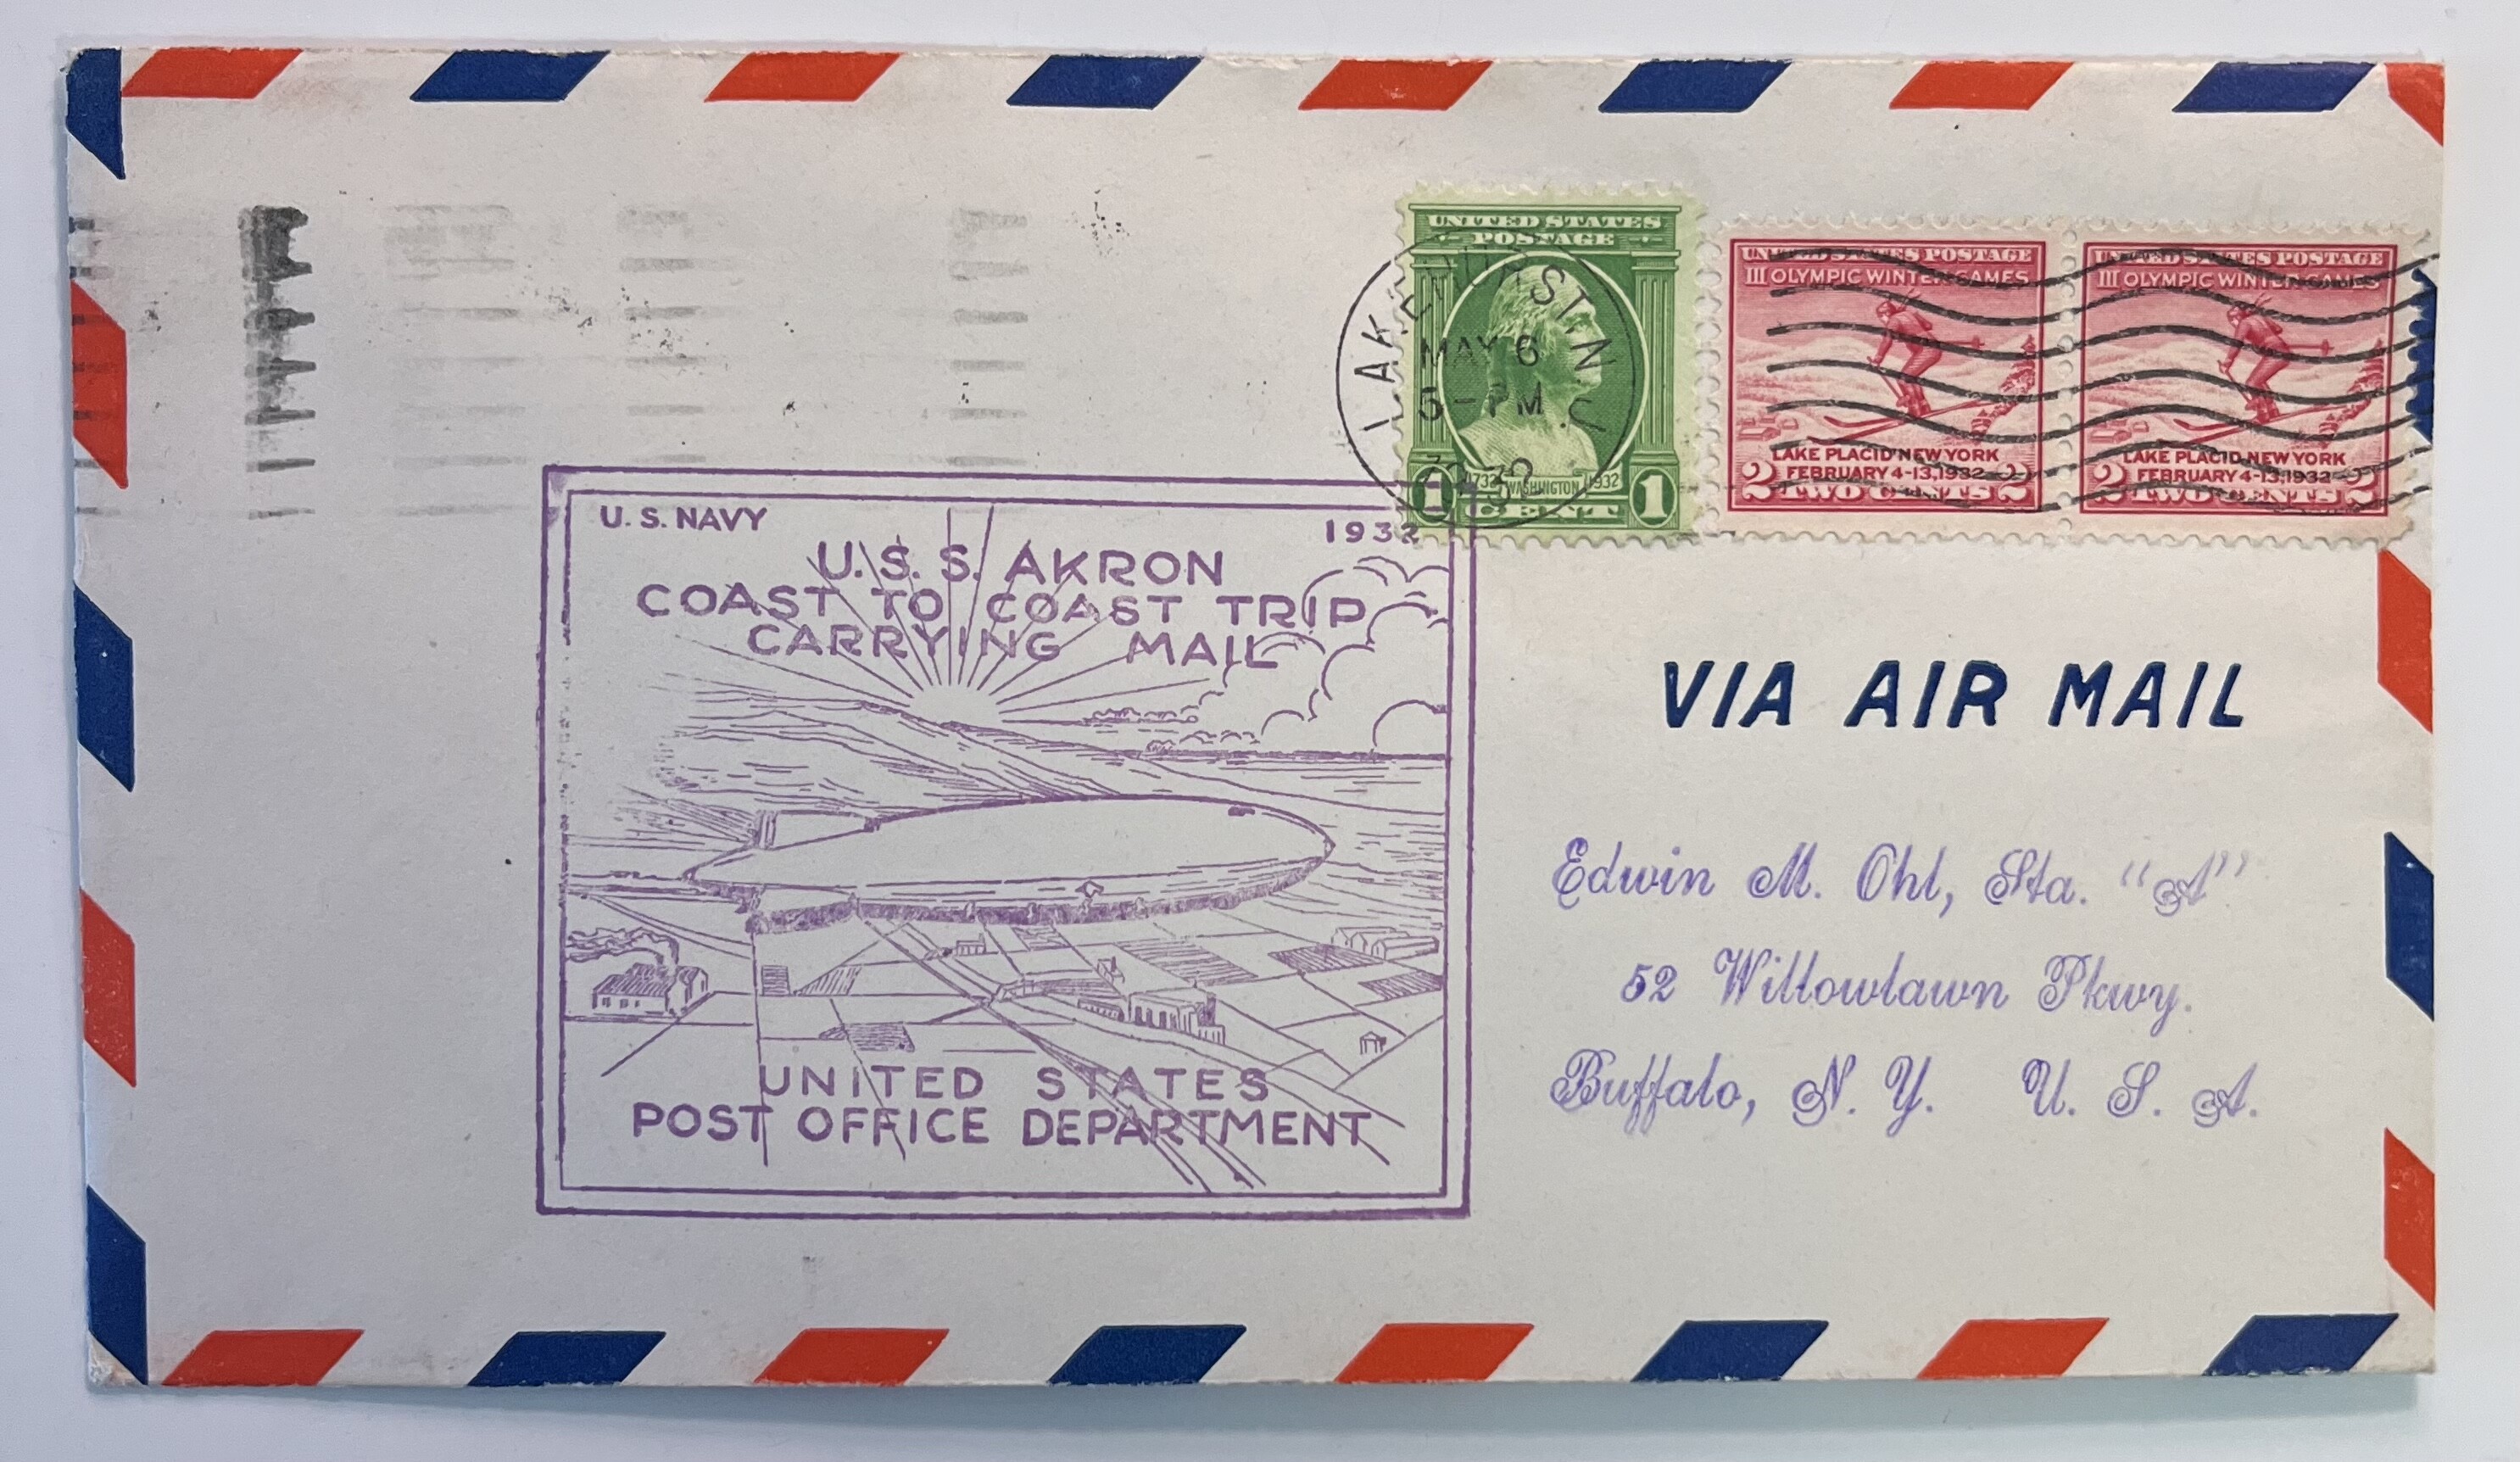 UNITED STATES
POSTAGE
1732 WASHINGTON 1932
1 CENT 1
UNITED STATES POSTAGE
III OLYMPIC WINTER GAMES
LAKE PLACID, NEW YORK
FEBRUARY 4-13, 1932
2 TWO CENTS 2
UNITED STATES POSTAGE
III OLYMPIC WINTER GAMES
LAKE PLACID, NEW YORK
FEBRUARY 4-13, 1932
2 TWO CENTS 2
LAKEHURST, N.J.
MAY 6
5-PM
1932
U. S. NAVY 1932
U. S. S. AKRON
COAST TO COAST TRIP
CARRYING MAIL
UNITED STATES
POST OFFICE DEPARTMENT
VIA AIR MAIL
Edwin M. Ohl, Sta. "A"
52 Willowlawn Pkwy.
Buffalo, N. Y. U. S. A.